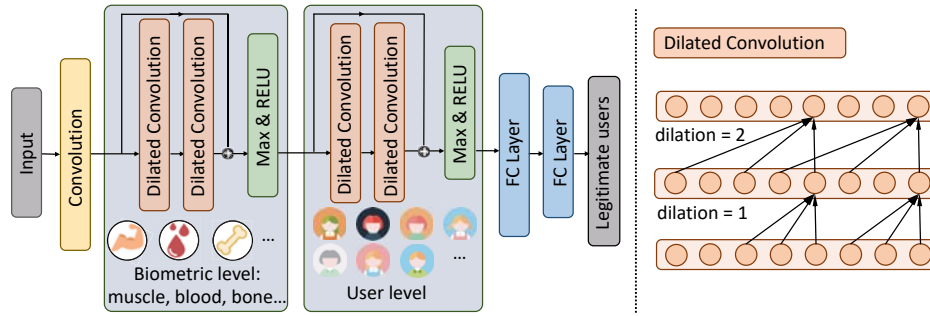 Input
Convolution
Dilated Convolution
Dilated Convolution
Max & RELU
...
Biometric level:
muscle, blood, bone...
Dilated Convolution
Dilated Convolution
Max & RELU
...
User level
FC Layer
FC Layer
Legitimate users
Dilated Convolution
dilation = 2
dilation = 1